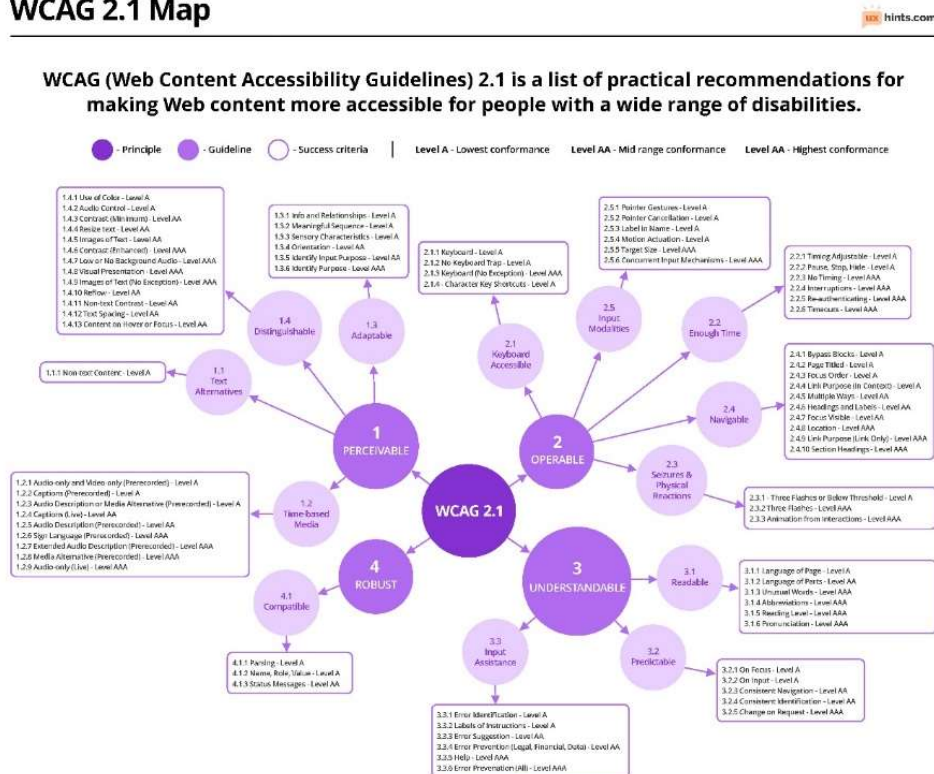 WCAG 2.1 Map
ux hints.com
WCAG (Web Content Accessibility Guidelines) 2.1 is a list of practical recommendations for
making Web content more accessible for people with a wide range of disabilities.
- Principle
- Guideline
- Success criteria
Level A - Lowest conformance
Level AA - Mid range conformance
Level AA - Highest conformance
1.4.1 Use of Color - Level A
1.4.2 Audio Control - Level A
1.4.3 Contrast (Minimum) - Level AA
1.4.4 Resize text - Level AA
1.4.5 Images of Text - Level AA
1.4.6 Contrast (Enhanced) - Level AAA
1.4.7 Low or No Background Audio - Level AAA
1.4.8 Visual Presentation - Level AAA
1.4.9 Images of Text (No Exception) - Level AAA
1.4.10 Reflow - Level AA
1.4.11 Non-text Contrast - Level AA
1.4.12 Text Spacing - Level AA
1.4.13 Content on Hover or Focus - Level AA
1.3.1 Info and Relationships - Level A
1.3.2 Meaningful Sequence - Level A
1.3.3 Sensory Characteristics - Level A
1.3.4 Orientation - Level AA
1.3.5 Identify Input Purpose - Level AA
1.3.6 Identify Purpose - Level AAA
2.1.1 Keyboard - Level A
2.1.2 No Keyboard Trap - Level A
2.1.3 Keyboard (No Exception) - Level AAA
2.1.4 - Character Key Shortcuts - Level A
2.5.1 Pointer Gestures - Level A
2.5.2 Pointer Cancellation - Level A
2.5.3 Label in Name - Level A
2.5.4 Motion Actuation - Level A
2.5.5 Target Size - Level AAA
2.5.6 Concurrent Input Mechanisms - Level AAA
2.2.1 Timing Adjustable - Level A
2.2.2 Pause, Stop, Hide - Level A
2.2.3 No Timing - Level AAA
2.2.4 Interruptions - Level AAA
2.2.5 Re-authenticating - Level AAA
2.2.6 Timeouts - Level AAA
1.4
Distinguishable
1.3
Adaptable
2.1
Keyboard
Accessible
2.5
Input
Modalities
2.2
Enough Time
1.1.1 Non-text Content - Level A
1.1
Text
Alternatives
2.4.1 Bypass Blocks - Level A
2.4.2 Page Titled - Level A
2.4.3 Focus Order - Level A
2.4.4 Link Purpose (In Context) - Level A
2.4.5 Multiple Ways - Level AA
2.4.6 Headings and Labels - Level AA
2.4.7 Focus Visible - Level AA
2.4.8 Location - Level AAA
2.4.9 Link Purpose (Link Only) - Level AAA
2.4.10 Section Headings - Level AAA
2.4
Navigable
1
PERCEIVABLE
2
OPERABLE
2.3
Seizures &
Physical
Reactions
1.2.1 Audio-only and Video-only (Prerecorded) - Level A
1.2.2 Captions (Prerecorded) - Level A
1.2.3 Audio Description or Media Alternative (Prerecorded) - Level A
1.2.4 Captions (Live) - Level AA
1.2.5 Audio Description (Prerecorded) - Level AA
1.2.6 Sign Language (Prerecorded) - Level AAA
1.2.7 Extended Audio Description (Prerecorded) - Level AAA
1.2.8 Media Alternative (Prerecorded) - Level AAA
1.2.9 Audio-only (Live) - Level AAA
1.2
Time-based
Media
WCAG 2.1
2.3.1 - Three Flashes or Below Threshold - Level A
2.3.2 Three Flashes - Level AAA
2.3.3 Animation from Interactions - Level AAA
4
ROBUST
3
UNDERSTANDABLE
3.1
Readable
3.1.1 Language of Page - Level A
3.1.2 Language of Parts - Level AA
3.1.3 Unusual Words - Level AAA
3.1.4 Abbreviations - Level AAA
3.1.5 Reading Level - Level AAA
3.1.6 Pronunciation - Level AAA
4.1
Compatible
3.3
Input
Assistance
3.2
Predictable
4.1.1 Parsing - Level A
4.1.2 Name, Role, Value - Level A
4.1.3 Status Messages - Level AA
3.2.1 On Focus - Level A
3.2.2 On Input - Level A
3.2.3 Consistent Navigation - Level AA
3.2.4 Consistent Identification - Level AA
3.2.5 Change on Request - Level AAA
3.3.1 Error Identification - Level A
3.3.2 Labels of Instructions - Level A
3.3.3 Error Suggestion - Level AA
3.3.4 Error Prevention (Legal, Financial, Data) - Level AA
3.3.5 Help - Level AAA
3.3.6 Error Prevenation (All) - Level AAA